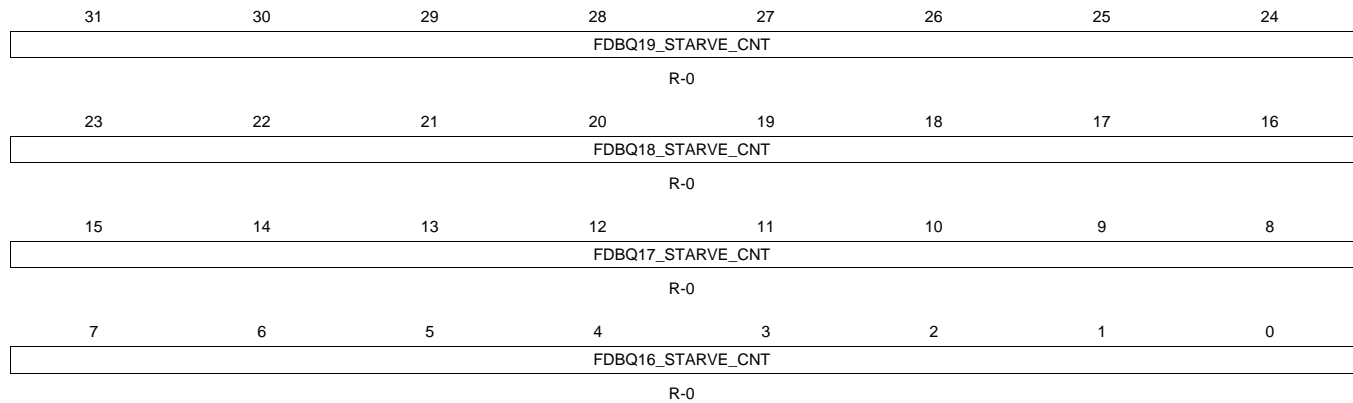 31 30 29 28 27 26 25 24
FDBQ19_STARVE_CNT
R-0
23 22 21 20 19 18 17 16
FDBQ18_STARVE_CNT
R-0
15 14 13 12 11 10 9 8
FDBQ17_STARVE_CNT
R-0
7 6 5 4 3 2 1 0
FDBQ16_STARVE_CNT
R-0